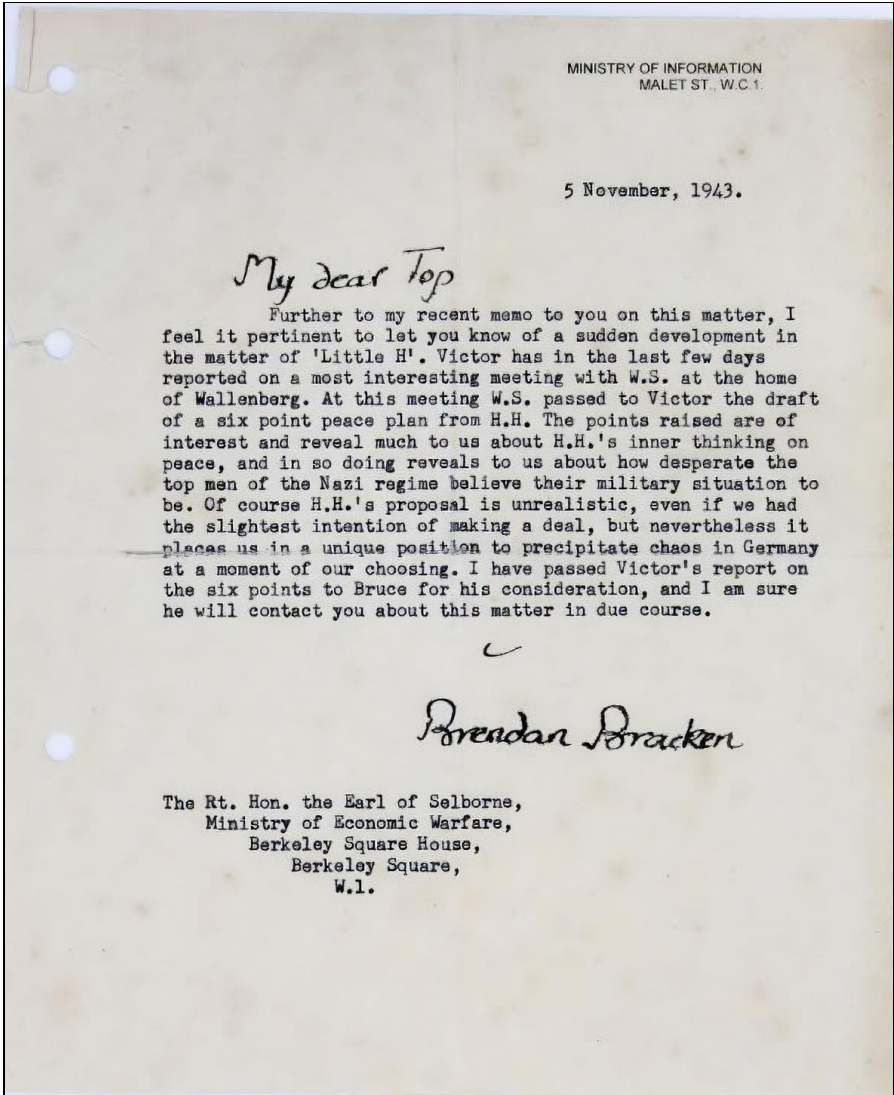 MINISTRY OF INFORMATION
MALET ST., W.C.1.
5 November, 1943.
My dear Top
Further to my recent memo to you on this matter, I
feel it pertinent to let you know of a sudden development in
the matter of 'Little H'. Victor has in the last few days
reported on a most interesting meeting with W.S. at the home
of Wallenberg. At this meeting W.S. passed to Victor the draft
of a six point peace plan from H.H. The points raised are of
interest and reveal much to us about H.H.'s inner thinking on
peace, and in so doing reveals to us about how desperate the
top men of the Nazi regime believe their military situation to
be. Of course H.H.'s proposal is unrealistic, even if we had
the slightest intention of making a deal, but nevertheless it
places us in a unique position to precipitate chaos in Germany
at a moment of our choosing. I have passed Victor's report on
the six points to Bruce for his consideration, and I am sure
he will contact you about this matter in due course.
Brendan Bracken
The Rt. Hon. the Earl of Selborne,
Ministry of Economic Warfare,
Berkeley Square House,
Berkeley Square,
W.1.